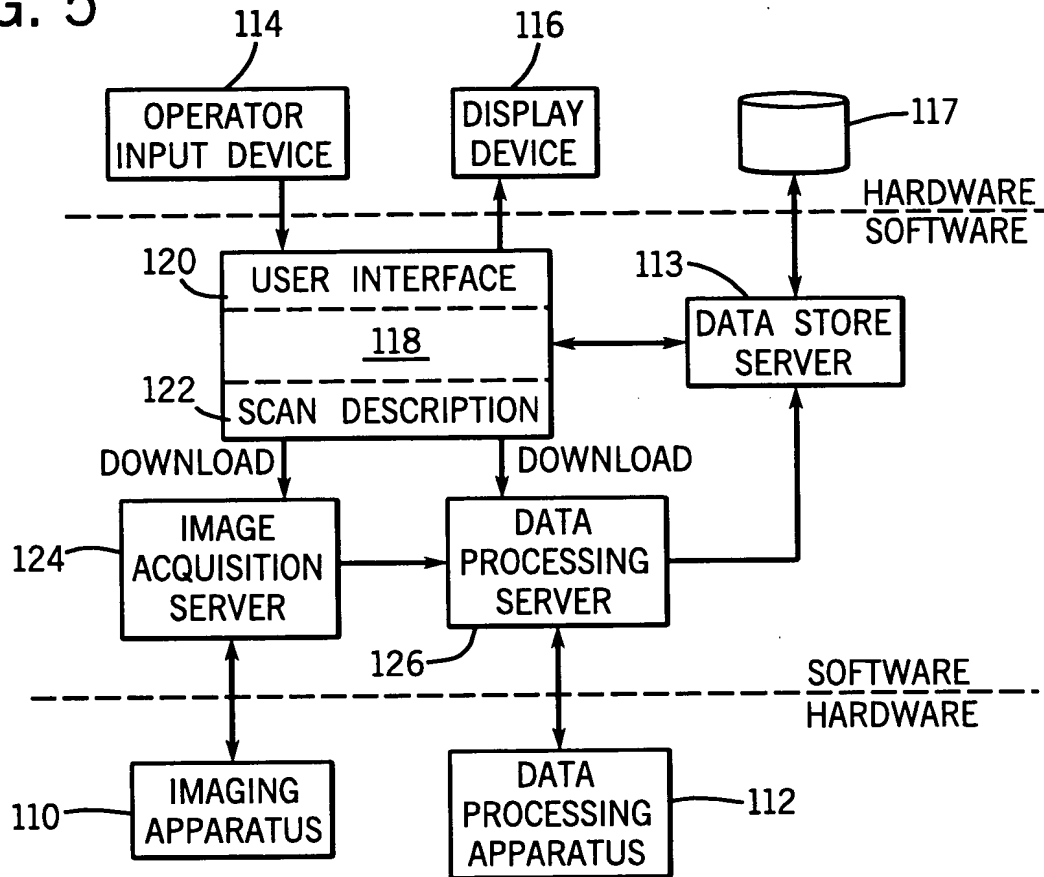 G. 5
114
116
OPERATOR
INPUT DEVICE
DISPLAY
DEVICE
117
HARDWARE
SOFTWARE
120
USER INTERFACE
118
122
SCAN DESCRIPTION
113
DATA STORE
SERVER
DOWNLOAD
DOWNLOAD
124
IMAGE
ACQUISITION
SERVER
DATA
PROCESSING
SERVER
126
SOFTWARE
HARDWARE
110
IMAGING
APPARATUS
DATA
PROCESSING
APPARATUS
112